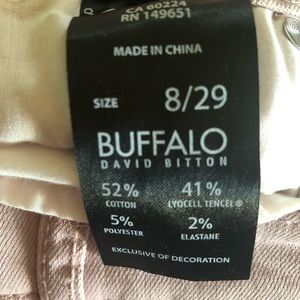 CA 60224
RN 149651
MADE IN CHINA
SIZE 8/29
BUFFALO
DAVID BITTON
52% 41%
COTTON LYOCELL TENCEL®
5% 2%
POLYESTER ELASTANE
EXCLUSIVE OF DECORATION